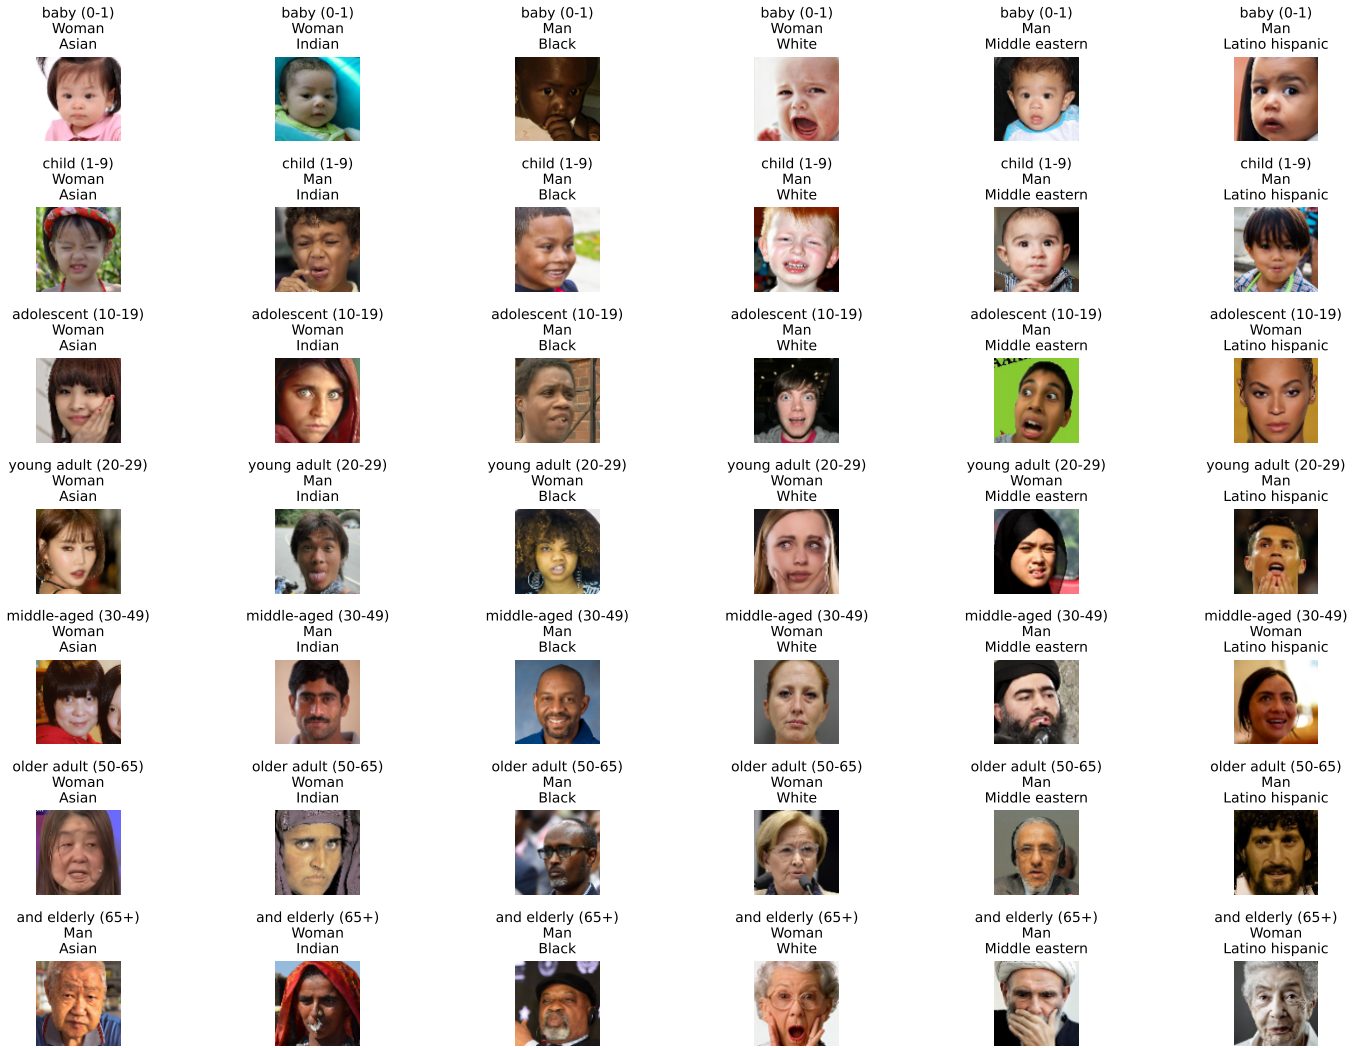 baby (0-1)
Woman
Asian
baby (0-1)
Woman
Indian
baby (0-1)
Man
Black
baby (0-1)
Woman
White
baby (0-1)
Man
Middle eastern
baby (0-1)
Man
Latino hispanic
child (1-9)
Woman
Asian
child (1-9)
Man
Indian
child (1-9)
Man
Black
child (1-9)
Man
White
child (1-9)
Man
Middle eastern
child (1-9)
Man
Latino hispanic
adolescent (10-19)
Woman
Asian
adolescent (10-19)
Woman
Indian
adolescent (10-19)
Man
Black
adolescent (10-19)
Man
White
adolescent (10-19)
Man
Middle eastern
adolescent (10-19)
Woman
Latino hispanic
young adult (20-29)
Woman
Asian
young adult (20-29)
Man
Indian
young adult (20-29)
Woman
Black
young adult (20-29)
Woman
White
young adult (20-29)
Woman
Middle eastern
young adult (20-29)
Man
Latino hispanic
middle-aged (30-49)
Woman
Asian
middle-aged (30-49)
Man
Indian
middle-aged (30-49)
Man
Black
middle-aged (30-49)
Woman
White
middle-aged (30-49)
Man
Middle eastern
middle-aged (30-49)
Woman
Latino hispanic
older adult (50-65)
Woman
Asian
older adult (50-65)
Woman
Indian
older adult (50-65)
Man
Black
older adult (50-65)
Woman
White
older adult (50-65)
Man
Middle eastern
older adult (50-65)
Man
Latino hispanic
and elderly (65+)
Man
Asian
and elderly (65+)
Woman
Indian
and elderly (65+)
Man
Black
and elderly (65+)
Woman
White
and elderly (65+)
Man
Middle eastern
and elderly (65+)
Woman
Latino hispanic